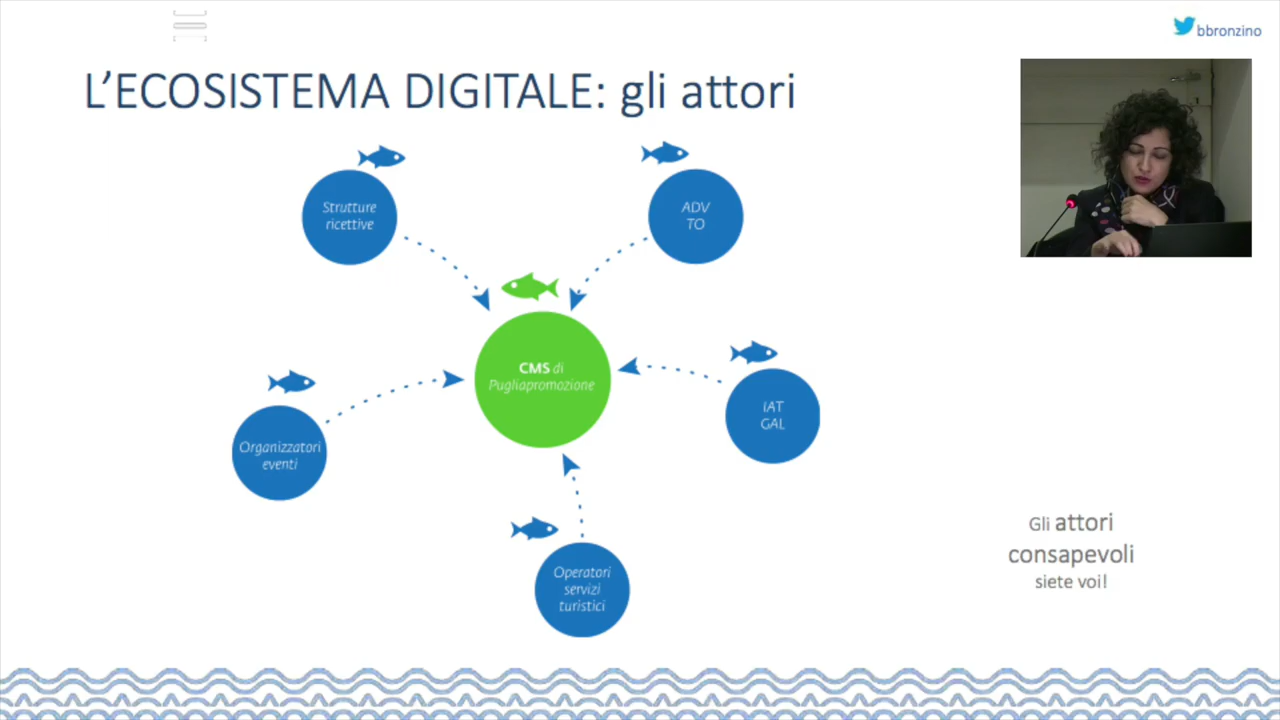 bbronzino
L'ECOSISTEMA DIGITALE: gli attori
Strutture
ricettive
ADV
TO
CMS di
Pugliapromozione
IAT
GAL
Organizzatori
eventi
Operatori
servizi
turistici
Gli attori
consapevoli
siete voi!